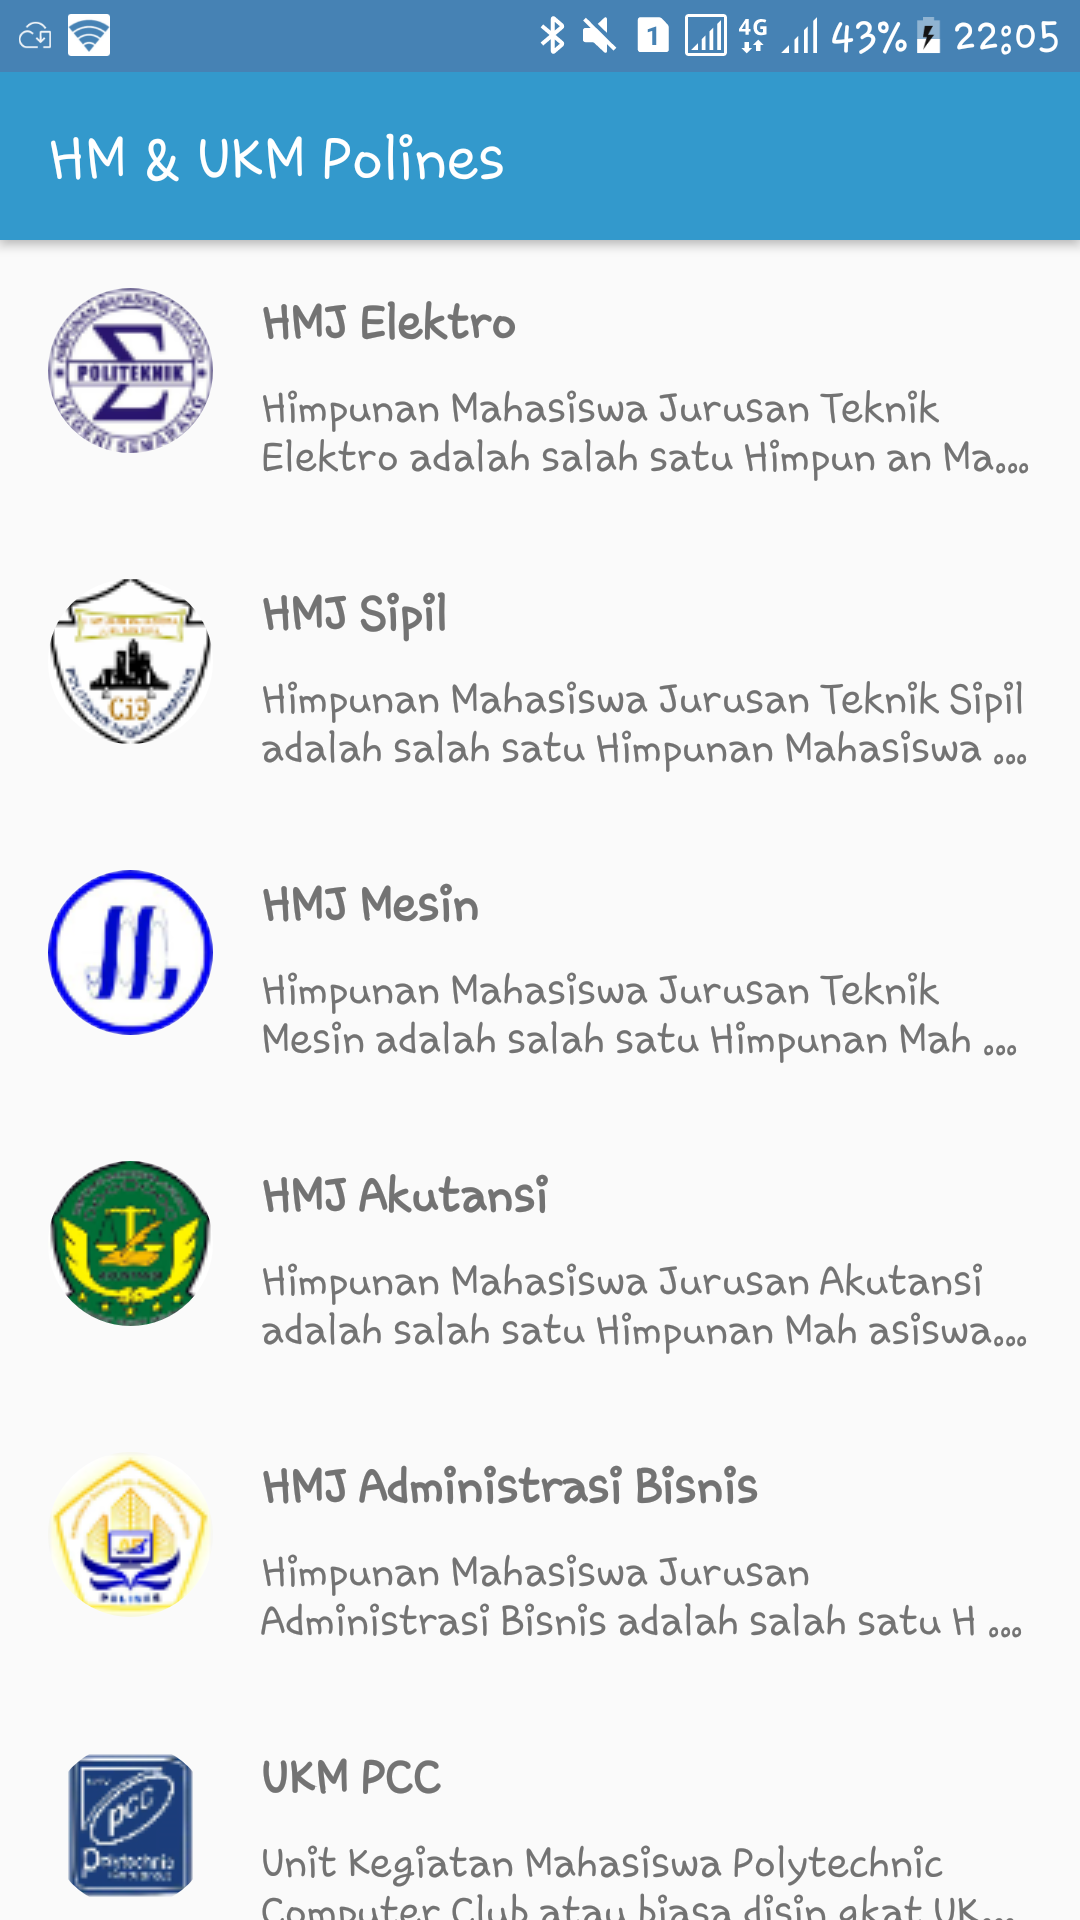 1 4G 43% 22:05
HM & UKM Polines
HMJ Elektro
POLITEKNIK
NEGERI SEMARANG
Himpunan Mahasiswa Jurusan Teknik
Elektro adalah salah satu Himpun an Ma...
HMJ Sipil
Himpunan Mahasiswa Jurusan Teknik Sipil
adalah salah satu Himpunan Mahasiswa ...
HMJ Mesin
Himpunan Mahasiswa Jurusan Teknik
Mesin adalah salah satu Himpunan Mah ...
HMJ Akutansi
Himpunan Mahasiswa Jurusan Akutansi
adalah salah satu Himpunan Mah asiswa...
HMJ Administrasi Bisnis
POLINES
Himpunan Mahasiswa Jurusan
Administrasi Bisnis adalah salah satu H ...
UKM PCC
PCC
Polytechnic
Unit Kegiatan Mahasiswa Polytechnic
Computer Club atau biasa disin gkat UK...